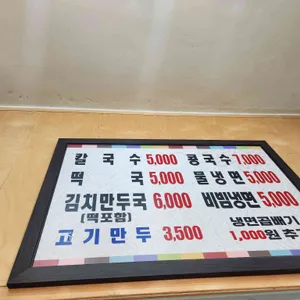 칼국수 5,000 콩국수 7,000
떡국 5,000 물냉면 5,000
김치만두국 6,000 비빔냉면 5,000
(떡포함) 냉면곱빼기
고기만두 3,500 1,000원 추